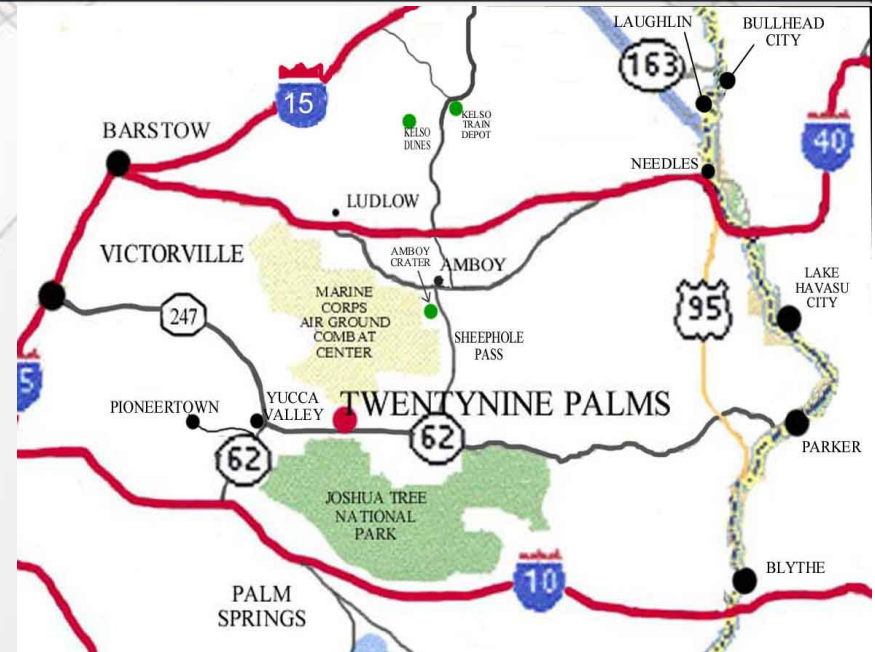 LAUGHLIN
BULLHEAD
CITY
163
15
40
BARSTOW
KELSO
DUNES
KELSO
TRAIN
DEPOT
NEEDLES
LUDLOW
VICTORVILLE
AMBOY
CRATER
AMBOY
LAKE
HAVASU
CITY
MARINE
CORPS
AIR GROUND
COMBAT
CENTER
247
95
SHEEPHOLE
PASS
5
PIONEERTOWN
YUCCA
VALLEY
TWENTYNINE PALMS
62
62
PARKER
JOSHUA TREE
NATIONAL
PARK
10
BLYTHE
PALM
SPRINGS